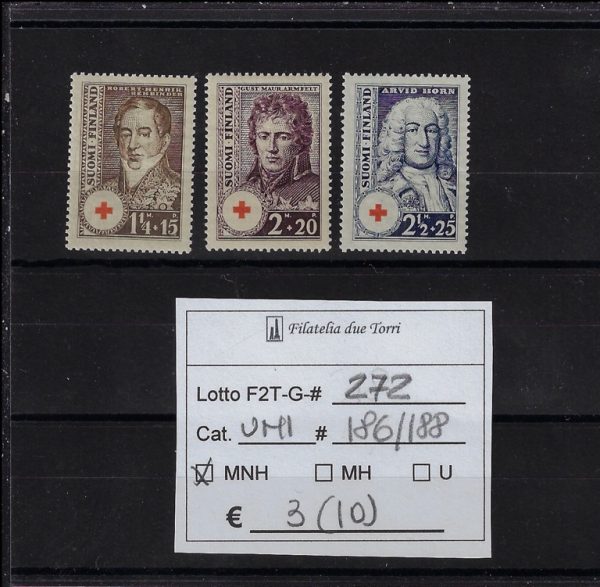 ROBERT-HENRIK
REHBINDER
SUOMI-FINLAND
1¼ M. + 15 P.
GUST. MAUR. ARMFELT
SUOMI-FINLAND
2 M. + 20 P.
ARVID HORN
SUOMI-FINLAND
2½ M. + 25 P.
Filatelia due Torri
Lotto F2T-G-# 272
Cat. UNI # 186/188
☒ MNH ☐ MH ☐ U
€ 3 (10)